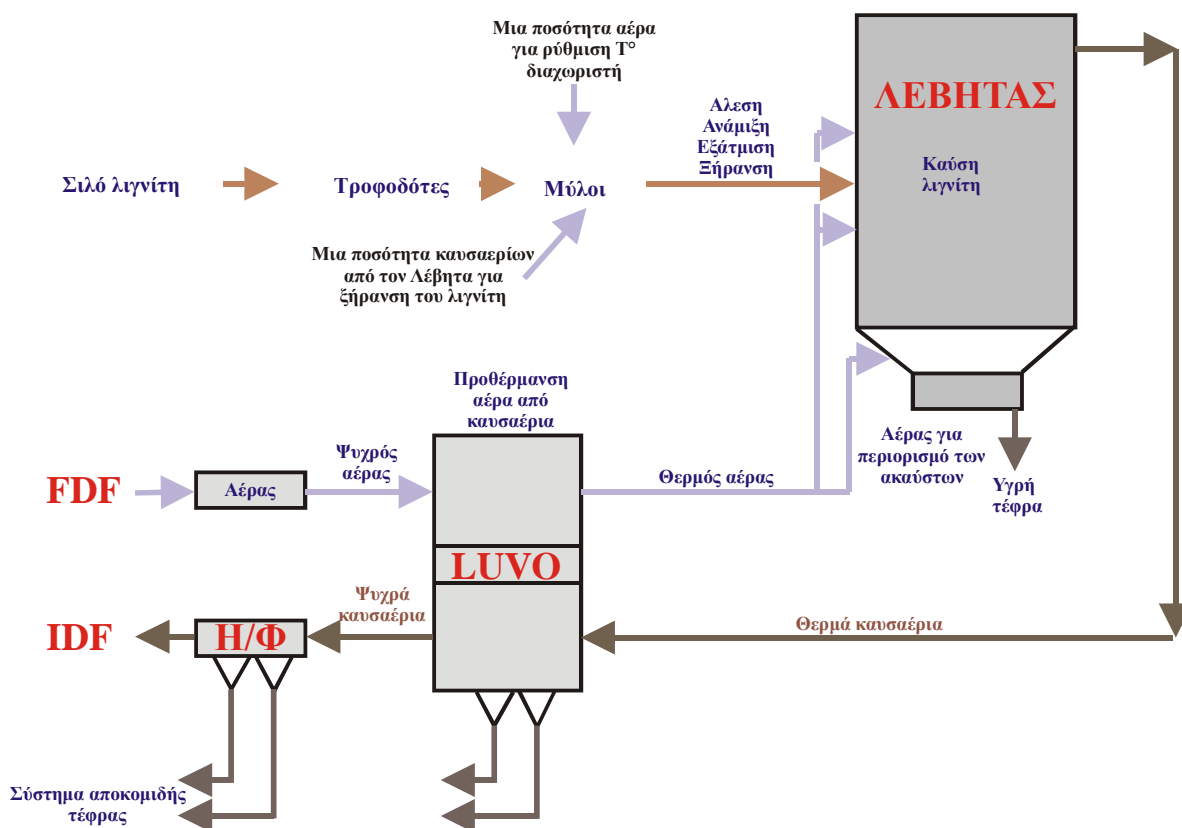 Μια ποσότητα αέρα
για ρύθμιση T°
διαχωριστή
ΛΕΒΗΤΑΣ
Αλεση
Ανάμιξη
Εξάτμιση
Ξήρανση
Καύση
λιγνίτη
Σιλό λιγνίτη
Τροφοδότες
Μύλοι
Μια ποσότητα καυσαερίων
από τον Λέβητα για
ξήρανση του λιγνίτη
Προθέρμανση
αέρα από
καυσαέρια
Αέρας για
περιορισμό των
ακαύστων
Υγρή
τέφρα
FDF
Αέρας
Ψυχρός
αέρας
Θερμός αέρας
LUVO
IDF
Η/Φ
Ψυχρά
καυσαέρια
Θερμά καυσαέρια
Σύστημα αποκομιδής
τέφρας